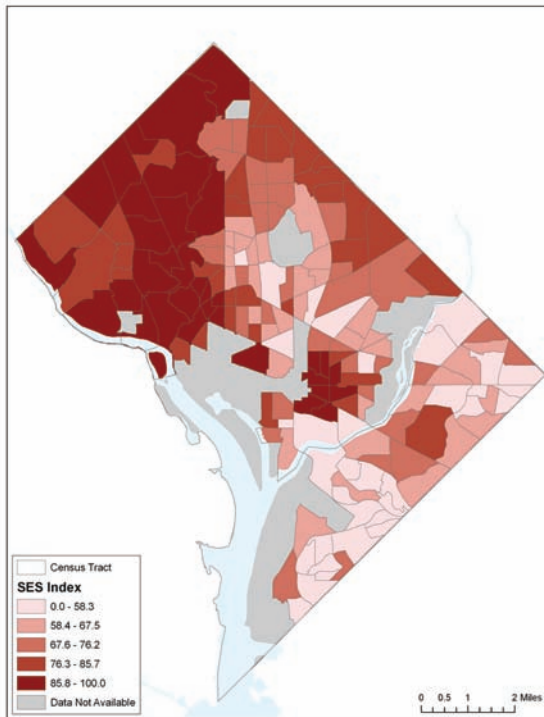 Census Tract
SES Index
0.0 - 58.3
58.4 - 67.5
67.6 - 76.2
76.3 - 85.7
85.8 - 100.0
Data Not Available
0 0.5 1 2 Miles